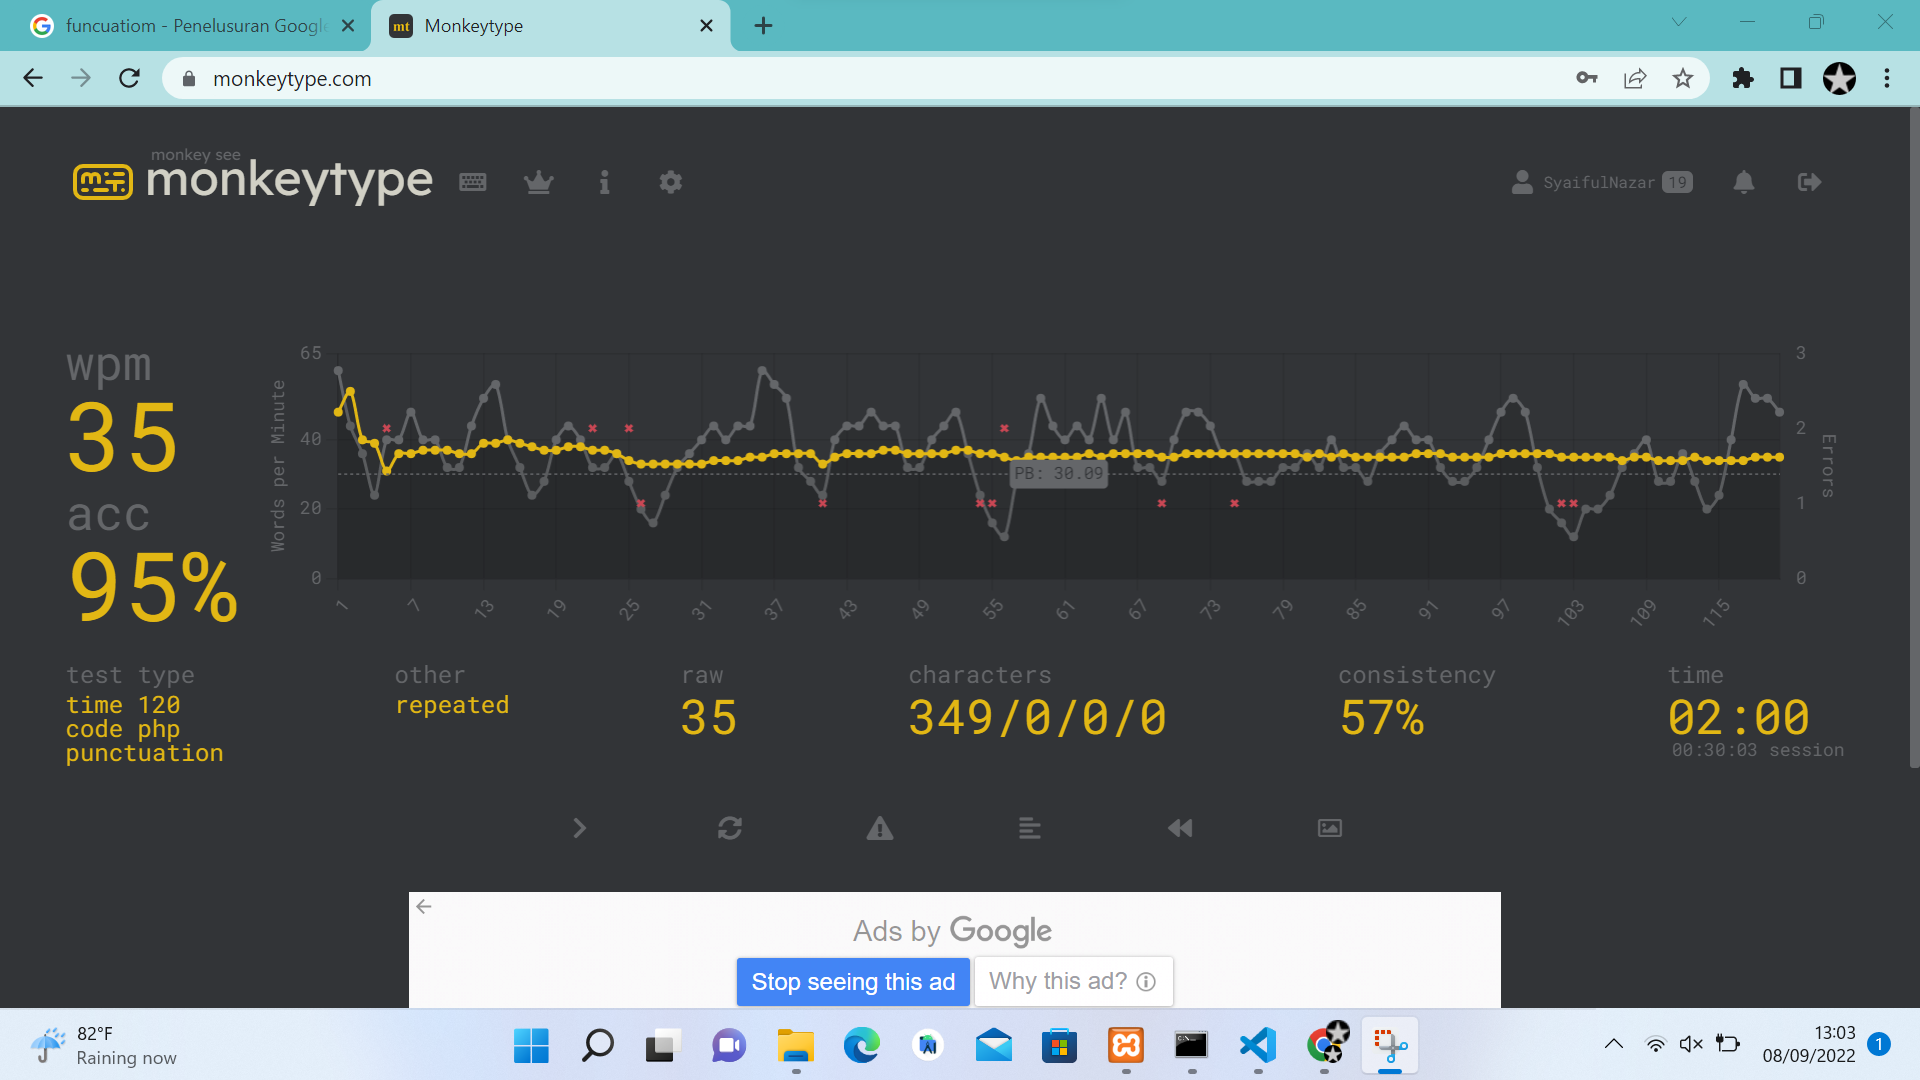 funcuatiom - Penelusuran Google
Monkeytype
monkeytype.com
monkey see
monkeytype
SyaifulNazar 19
wpm
35
acc
95%
Words per Minute
65
40
20
0
PB: 30.09
3
2
1
0
Errors
1 7 13 19 25 31 37 43 49 55 61 67 73 79 85 91 97 103 109 115
test type
time 120
code php
punctuation
other
repeated
raw
35
characters
349/0/0/0
consistency
57%
time
02:00
00:30:03 session
Ads by Google
Stop seeing this ad
Why this ad?
82°F
Raining now
13:03
08/09/2022
1